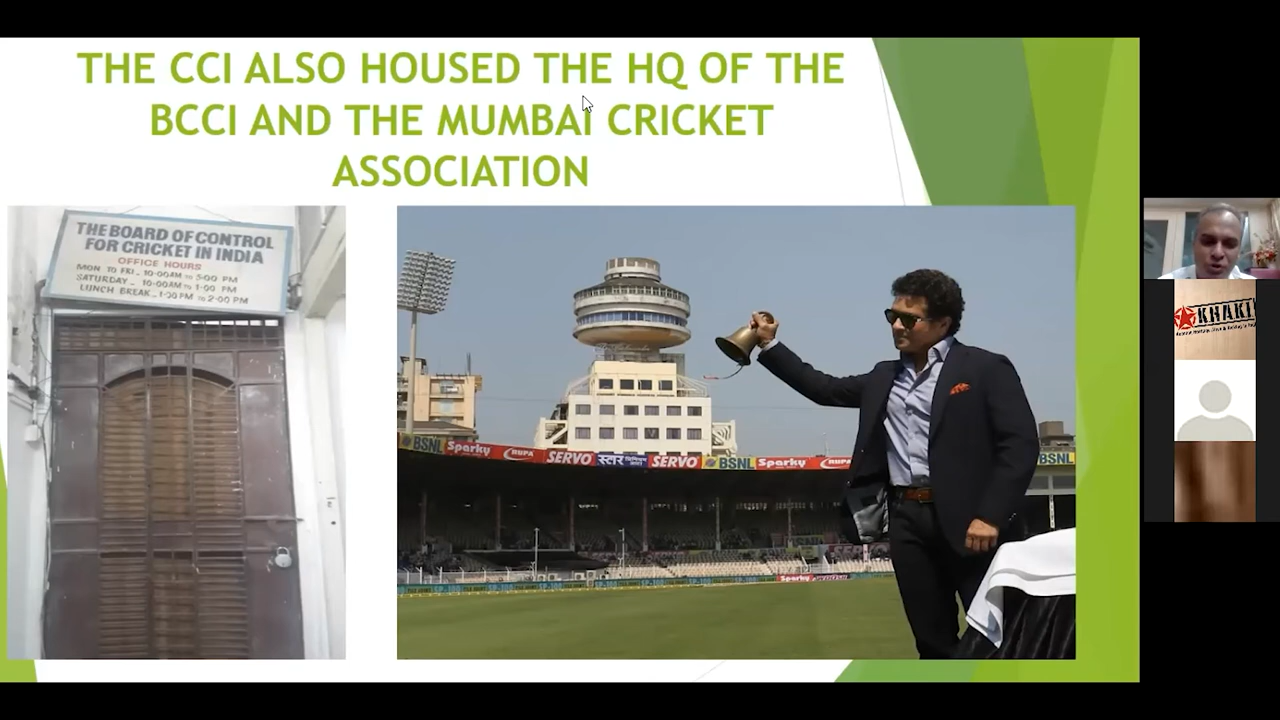 THE CCI ALSO HOUSED THE HQ OF THE
BCCI AND THE MUMBAI CRICKET
ASSOCIATION
THE BOARD OF CONTROL
FOR CRICKET IN INDIA
OFFICE HOURS
MON TO FRI - 10:00AM TO 5:00 PM
SATURDAY - 10:00AM TO 1:00 PM
LUNCH BREAK - 1:00 PM TO 2:00 PM
BSNL Sparky RUPA SERVO स्टार SERVO BSNL Sparky RUPA BSNL
Sparky
KHAKI